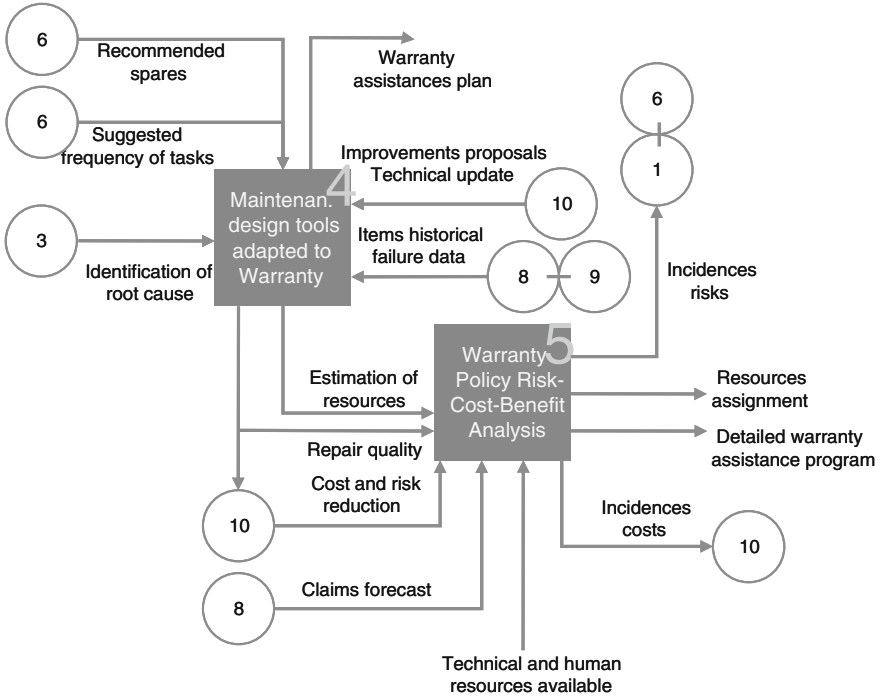 6
Recommended
spares
Warranty
assistances plan
6
Suggested
frequency of tasks
6
1
Improvements proposals
Technical update
10
4
Maintenan.
design tools
adapted to
Warranty
3
Identification of
root cause
Items historical
failure data
8
9
Incidences
risks
5
Warranty
Policy Risk-
Cost-Benefit
Analysis
Estimation of
resources
Resources
assignment
Repair quality
Detailed warranty
assistance program
Cost and risk
reduction
10
Incidences
costs
10
Claims forecast
8
Technical and human
resources available